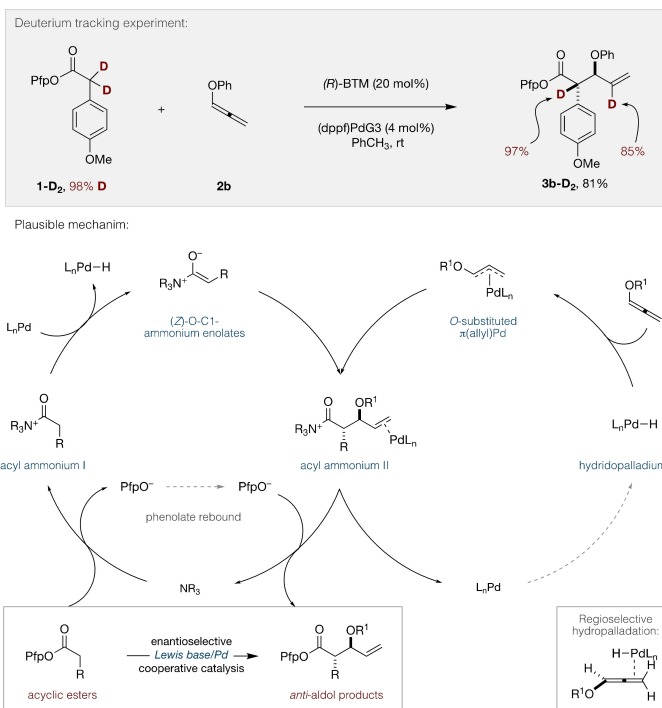 Deuterium tracking experiment:
O
PfpO
D
D
OMe
1-D2, 98% D
+
OPh
2b
(R)-BTM (20 mol%)
(dppf)PdG3 (4 mol%)
PhCH3, rt
O
OPh
PfpO
D
D
97%
85%
OMe
3b-D2, 81%
Plausible mechanim:
LnPd–H
O−
R3N+
R
(Z)-O-C1-
ammonium enolates
R1O
PdLn
O-substituted
π(allyl)Pd
OR1
LnPd
O
R3N+
R
acyl ammonium I
O
OR1
R3N+
R
PdLn
acyl ammonium II
LnPd–H
hydridopalladium
PfpO−
PfpO−
phenolate rebound
NR3
LnPd
O
PfpO
R
acyclic esters
enantioselective
Lewis base/Pd
cooperative catalysis
O
OR1
PfpO
R
anti-aldol products
Regioselective
hydropalladation:
H–PdLn
H
H
R1O
H